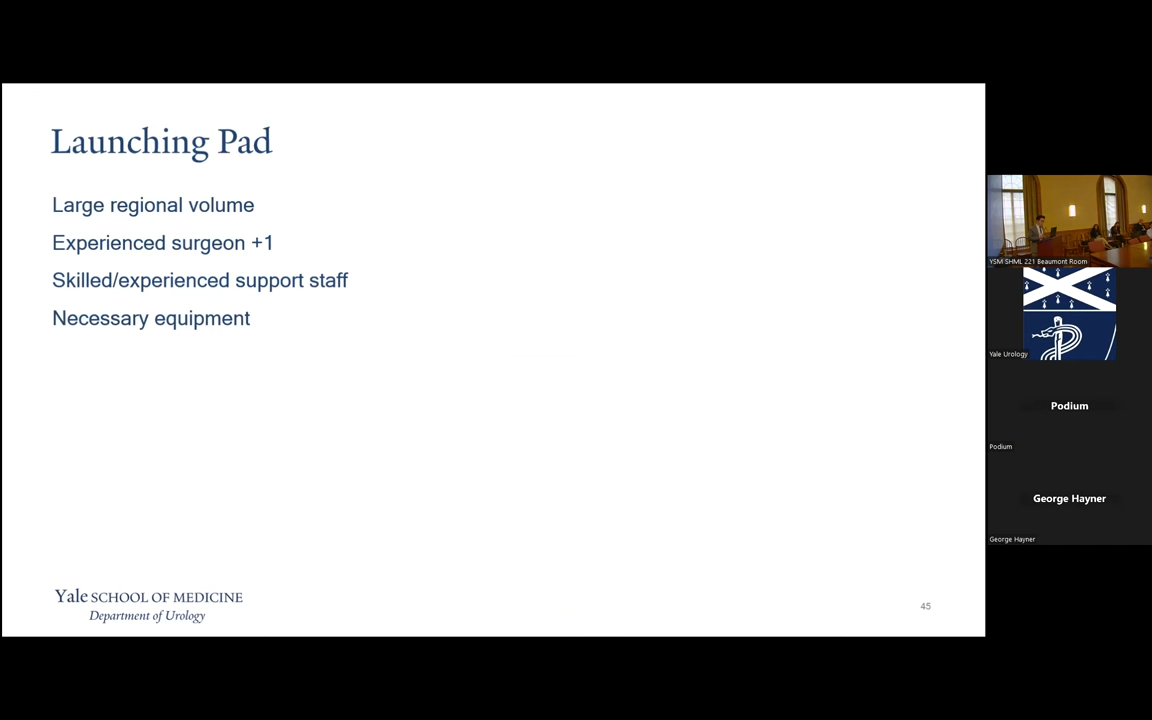 Launching Pad
Large regional volume
Experienced surgeon +1
Skilled/experienced support staff
Necessary equipment
Yale SCHOOL OF MEDICINE
Department of Urology
45
YSM SHML 221 Beaumont Room
Yale Urology
Podium
Podium
George Hayner
George Hayner